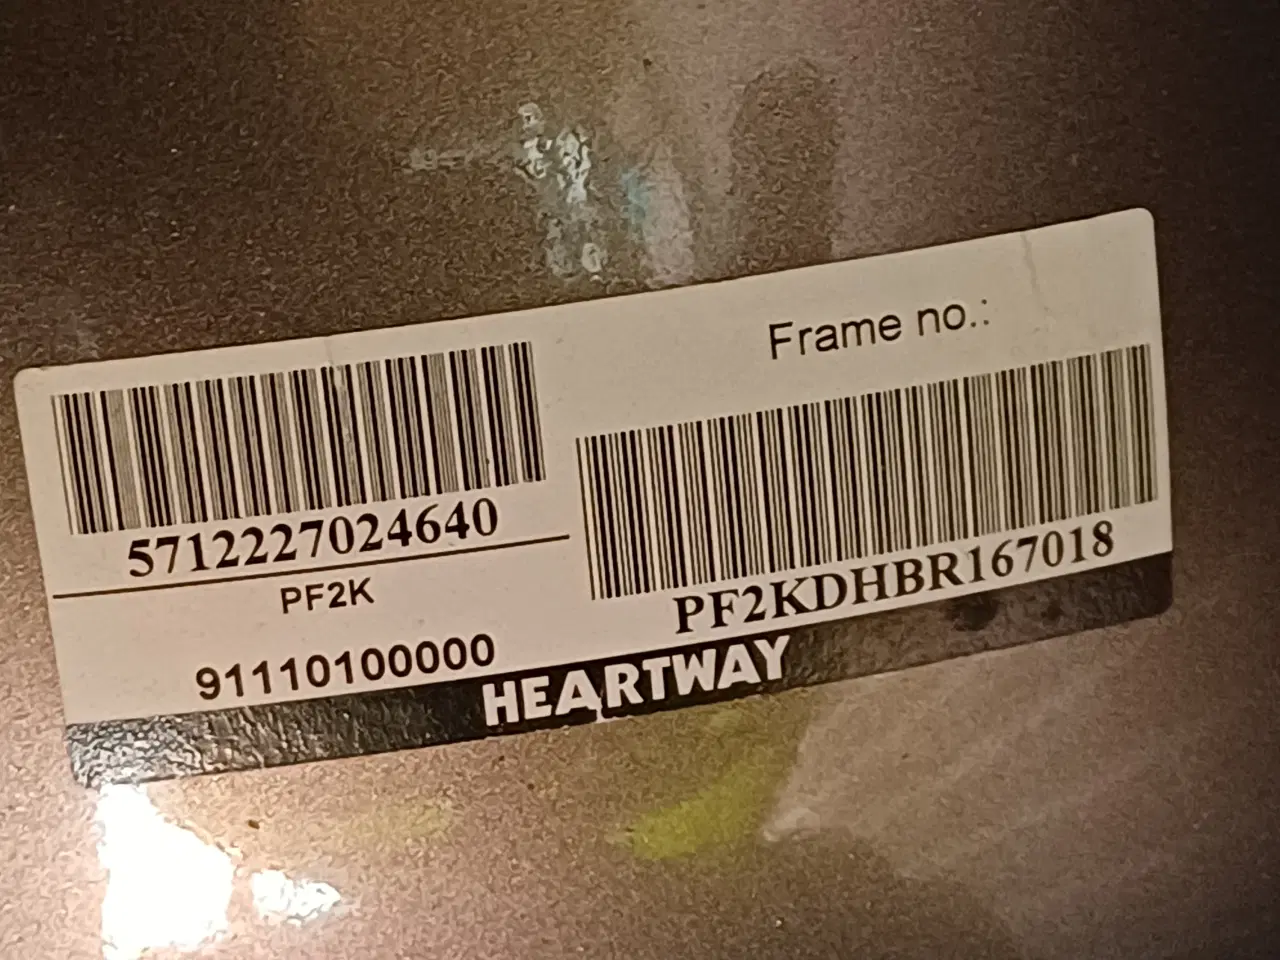 5712227024640
PF2K
91110100000
Frame no.:
PF2KDHBR167018
HEARTWAY